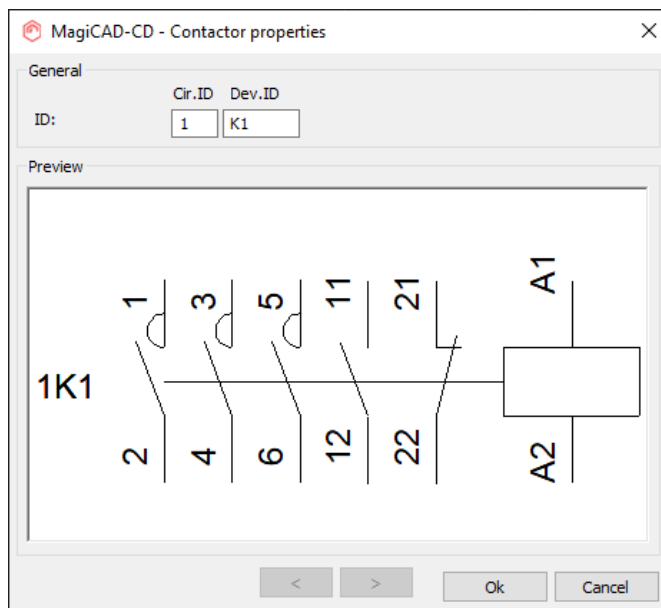 MagiCAD-CD - Contactor properties
General
Cir.ID Dev.ID
ID: 1 K1
Preview
1 3 5 11 21 A1
1K1
2 4 6 12 22 A2
< >
Ok Cancel